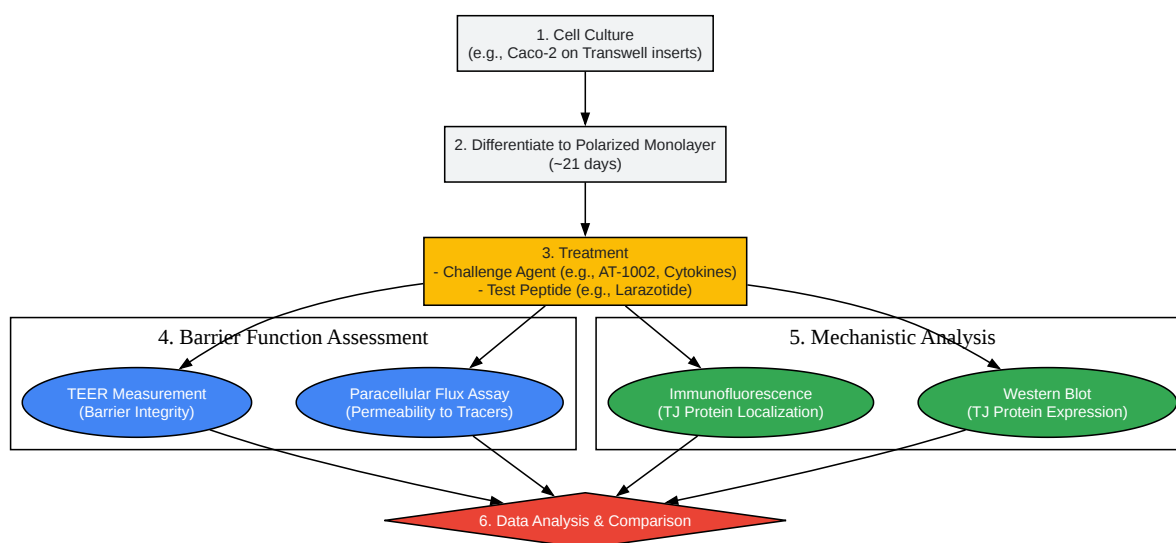 1. Cell Culture
(e.g., Caco-2 on Transwell inserts)
2. Differentiate to Polarized Monolayer
(~21 days)
3. Treatment
- Challenge Agent (e.g., AT-1002, Cytokines)
- Test Peptide (e.g., Larazotide)
4. Barrier Function Assessment
TEER Measurement
(Barrier Integrity)
Paracellular Flux Assay
(Permeability to Tracers)
5. Mechanistic Analysis
Immunofluorescence
(TJ Protein Localization)
Western Blot
(TJ Protein Expression)
6. Data Analysis & Comparison